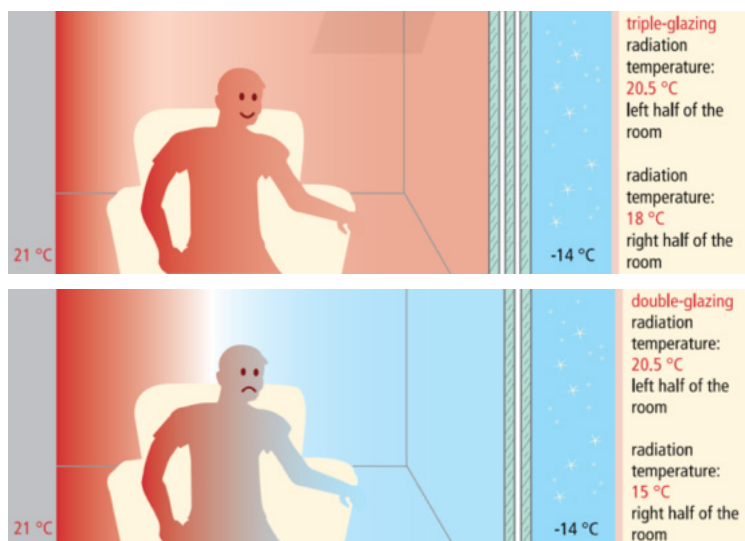 triple-glazing
radiation
temperature:
20.5 °C
left half of the
room
radiation
temperature:
18 °C
right half of the
room
21 °C
-14 °C
double-glazing
radiation
temperature:
20.5 °C
left half of the
room
radiation
temperature:
15 °C
right half of the
room
21 °C
-14 °C